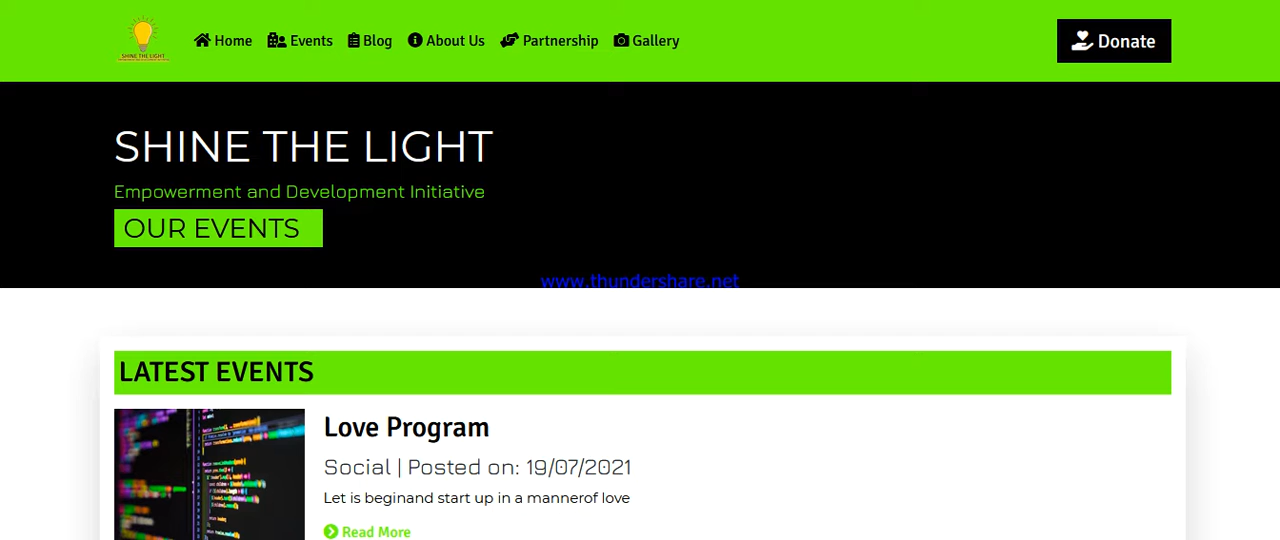 SHINE THE LIGHT
Home Events Blog About Us Partnership Gallery Donate
SHINE THE LIGHT
Empowerment and Development Initiative
OUR EVENTS
www.thundershare.net
LATEST EVENTS
Love Program
Social | Posted on: 19/07/2021
Let is beginand start up in a mannerof love
Read More